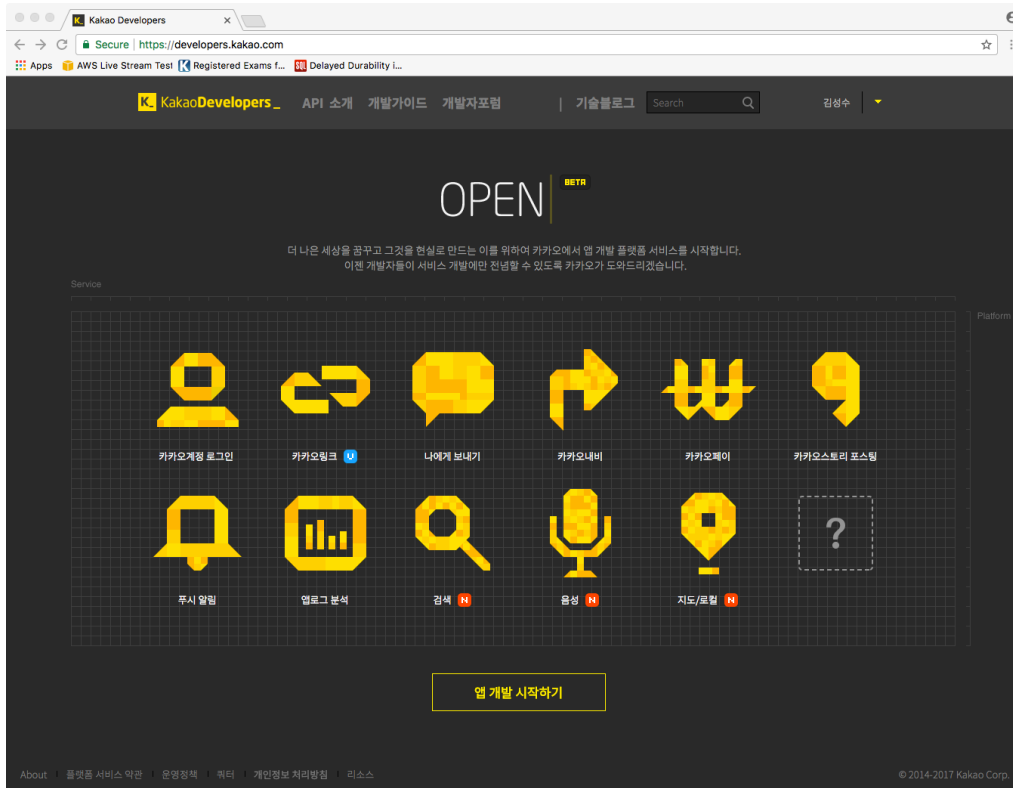 Kakao Developers
Secure
https://developers.kakao.com
Apps
AWS Live Stream Test
Registered Exams f...
Delayed Durability i...
KakaoDevelopers_
API 소개
개발가이드
개발자포럼
|
기술블로그
Search
김성수
OPEN
BETA
더 나은 세상을 꿈꾸고 그것을 현실로 만드는 이를 위하여 카카오에서 앱 개발 플랫폼 서비스를 시작합니다.
이젠 개발자들이 서비스 개발에만 전념할 수 있도록 카카오가 도와드리겠습니다.
Service
Platform
카카오계정 로그인
카카오링크 U
나에게 보내기
카카오내비
카카오페이
카카오스토리 포스팅
?
푸시 알림
앱로그 분석
검색 N
음성 N
지도/로컬 N
앱 개발 시작하기
About
플랫폼 서비스 약관
운영정책
쿼터
개인정보 처리방침
리소스
© 2014-2017 Kakao Corp.